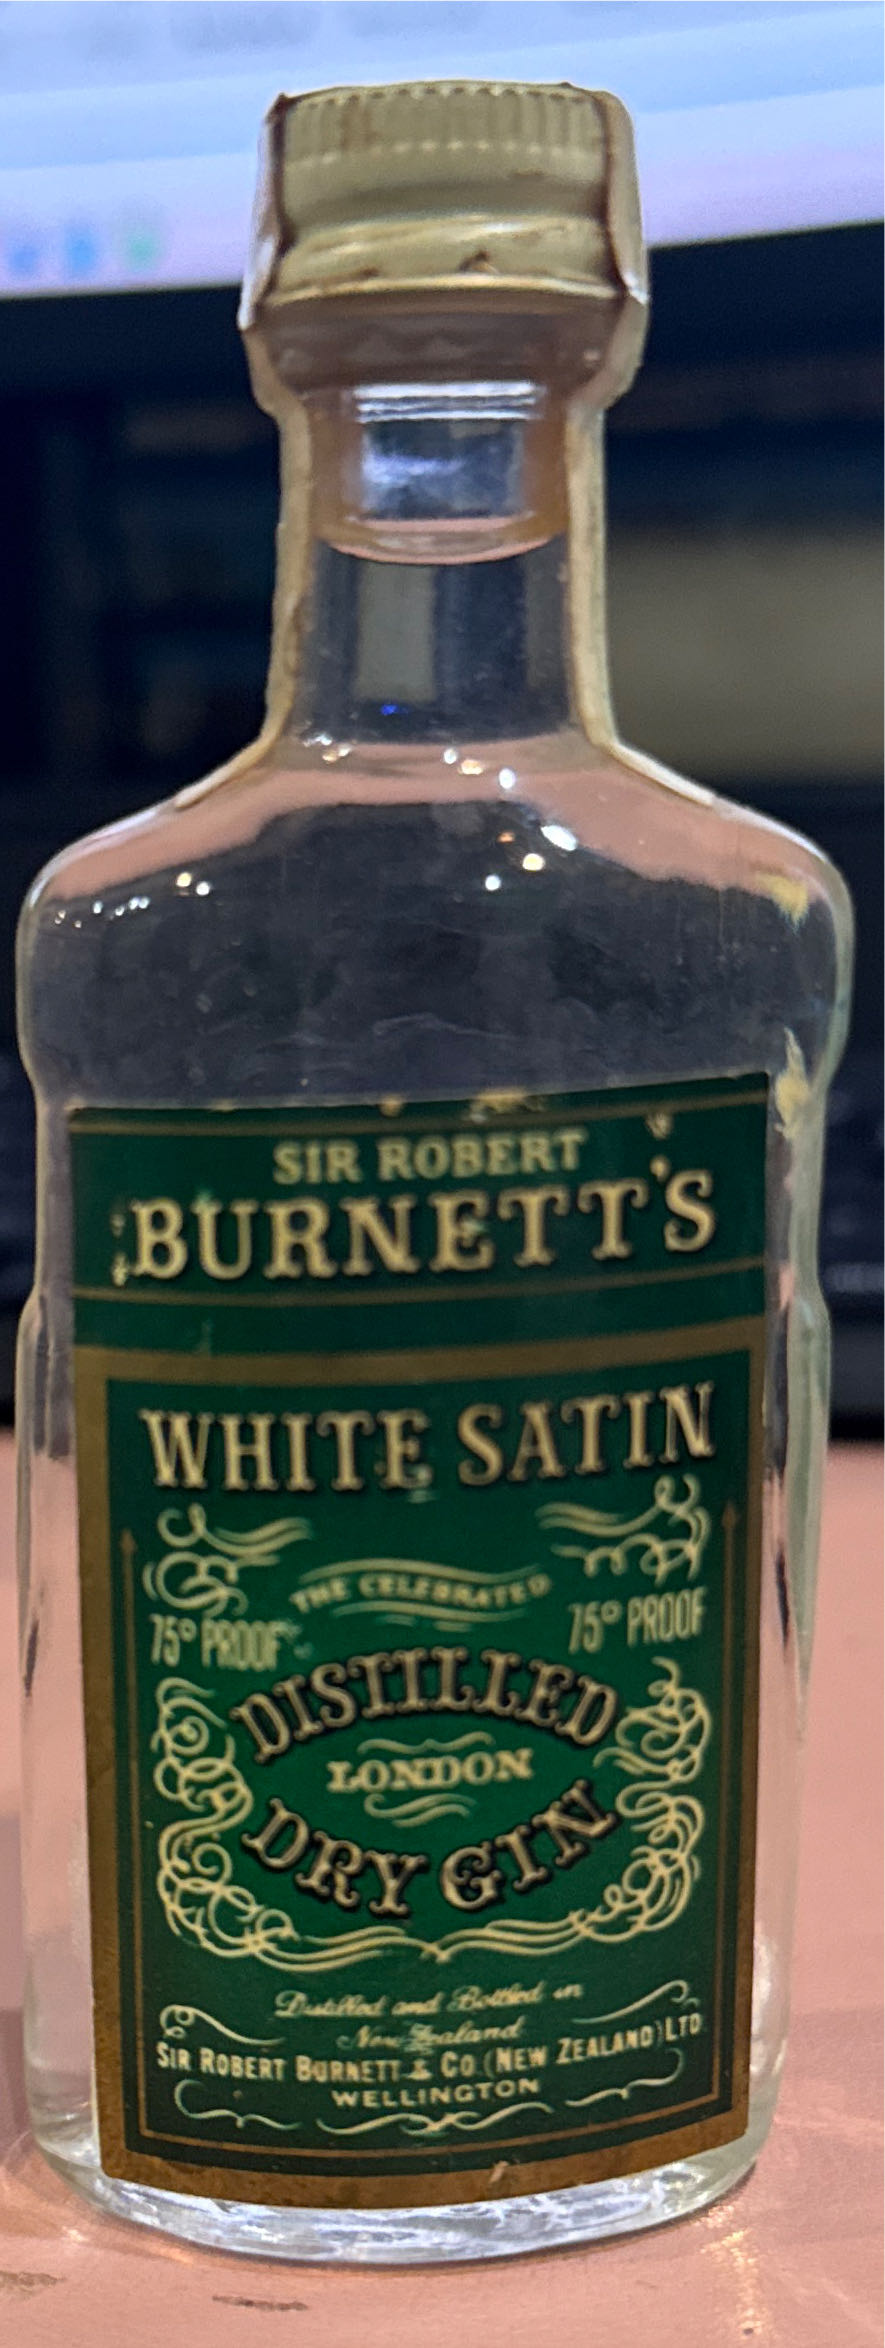 SIR ROBERT
BURNETT'S
WHITE SATIN
THE CELEBRATED
75° PROOF 75° PROOF
DISTILLED
LONDON
DRY GIN
Distilled and Bottled in
New Zealand
SIR ROBERT BURNETT & CO. (NEW ZEALAND) LTD
WELLINGTON